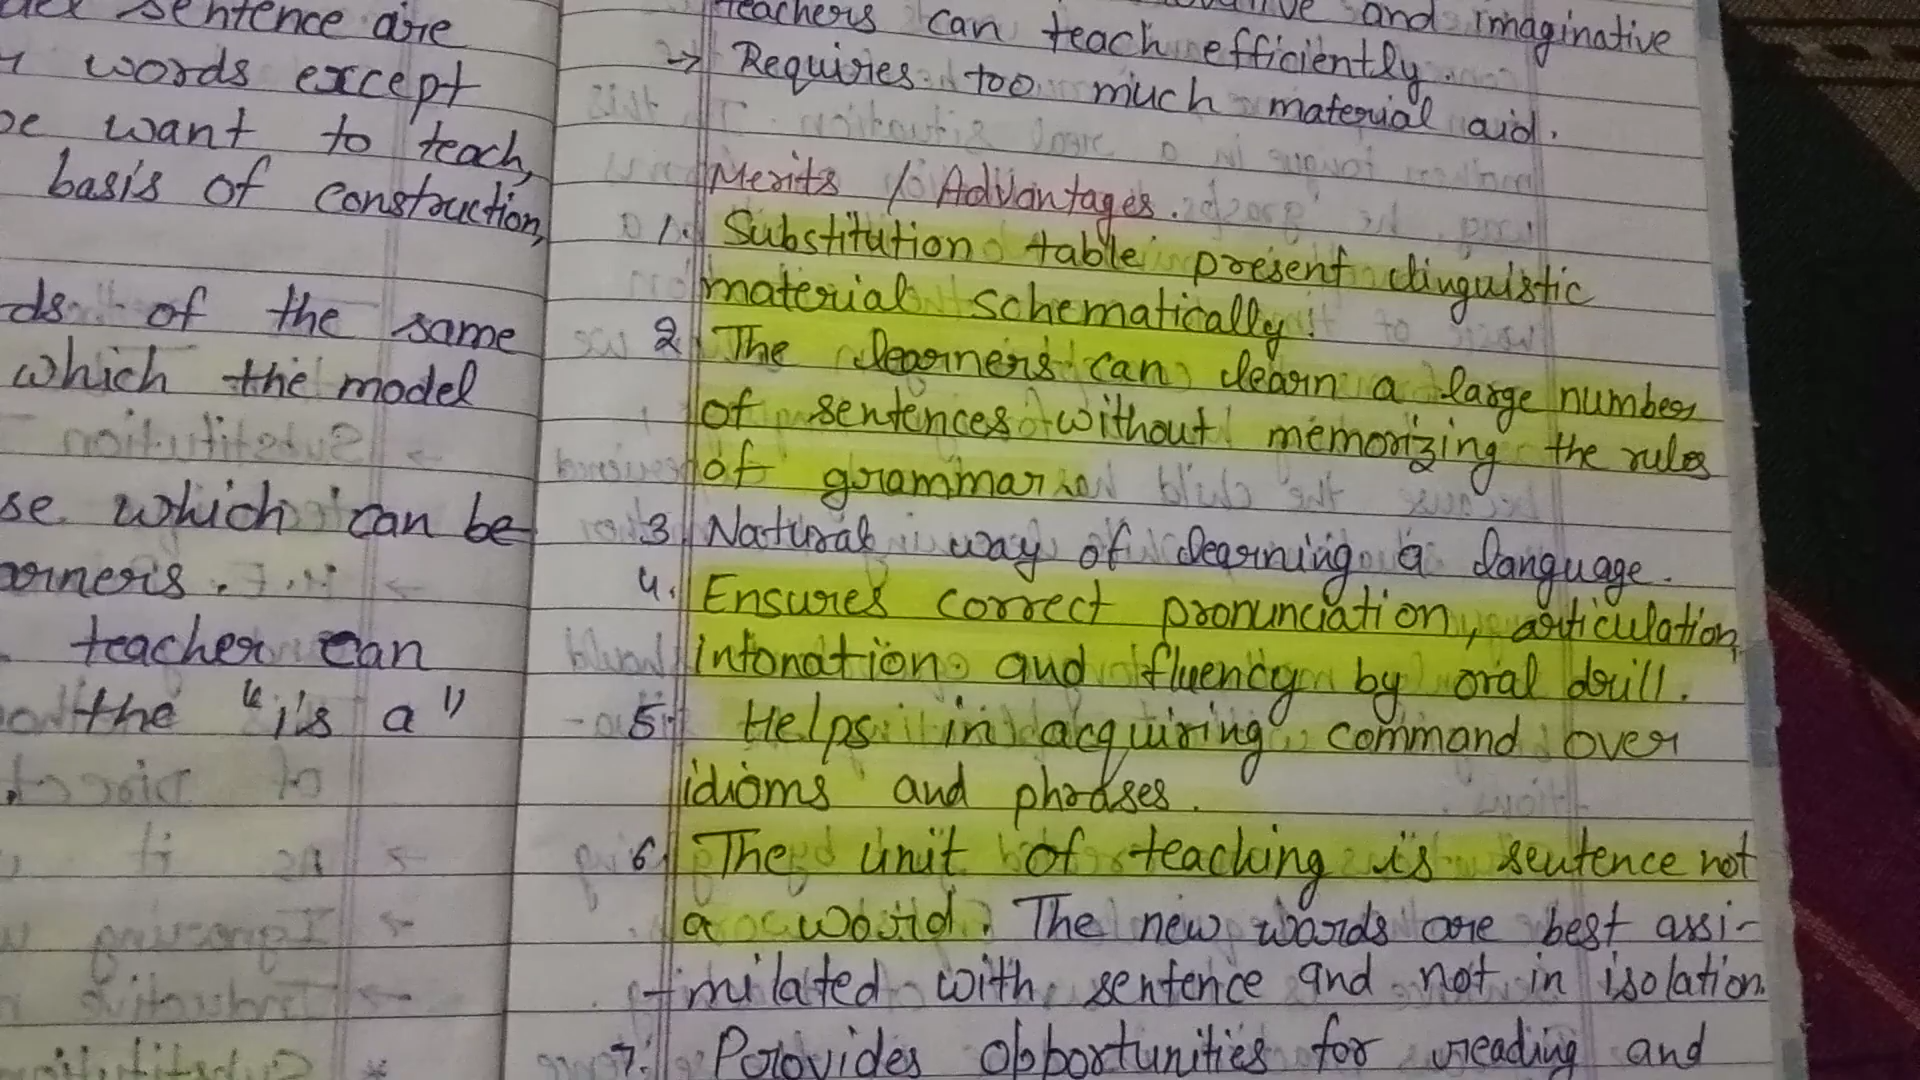 sentence are
words except
want to teach,
basis of construction,
of the same
which the model
which can be
teacher can
the "is a"
teachers can teach efficiently. and imaginative
→ Requires too much material aid.
Merits / Advantages.
1. Substitution table present linguistic
material schematically.
2 The learners can learn a large number
of sentences without memorizing the rules
of grammar
3 Natural way of learning a language.
4. Ensures correct pronunciation, articulation,
intonation and fluency by oral drill.
5. Helps in acquiring command over
idioms and phrases.
6. The unit of teaching is sentence not
a word. The new words are best assi-
milated with sentence and not in isolation.
7. Provides opportunities for reading and